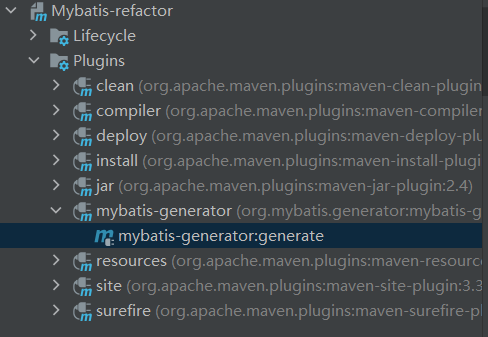 Mybatis-refactor
Lifecycle
Plugins
clean (org.apache.maven.plugins:maven-clean-plugin
compiler (org.apache.maven.plugins:maven-compiler
deploy (org.apache.maven.plugins:maven-deploy-plu
install (org.apache.maven.plugins:maven-install-plugi
jar (org.apache.maven.plugins:maven-jar-plugin:2.4)
mybatis-generator (org.mybatis.generator:mybatis-g
mybatis-generator:generate
resources (org.apache.maven.plugins:maven-resource
site (org.apache.maven.plugins:maven-site-plugin:3.3
surefire (org.apache.maven.plugins:maven-surefire-pl